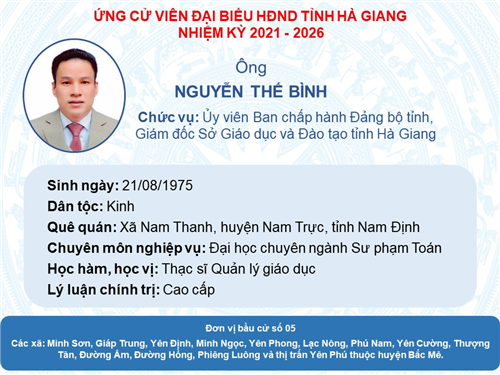 ỨNG CỬ VIÊN ĐẠI BIỂU HĐND TỈNH HÀ GIANG
NHIỆM KỲ 2021 - 2026
Ông
NGUYỄN THẾ BÌNH
Chức vụ: Ủy viên Ban chấp hành Đảng bộ tỉnh,
Giám đốc Sở Giáo dục và Đào tạo tỉnh Hà Giang
Sinh ngày: 21/08/1975
Dân tộc: Kinh
Quê quán: Xã Nam Thanh, huyện Nam Trực, tỉnh Nam Định
Chuyên môn nghiệp vụ: Đại học chuyên ngành Sư phạm Toán
Học hàm, học vị: Thạc sĩ Quản lý giáo dục
Lý luận chính trị: Cao cấp
Đơn vị bầu cử số 05
Các xã: Minh Sơn, Giáp Trung, Yên Định, Minh Ngọc, Yên Phong, Lạc Nông, Phú Nam, Yên Cường, Thượng
Tân, Đường Âm, Đường Hồng, Phiêng Luông và thị trấn Yên Phú thuộc huyện Bắc Mê.